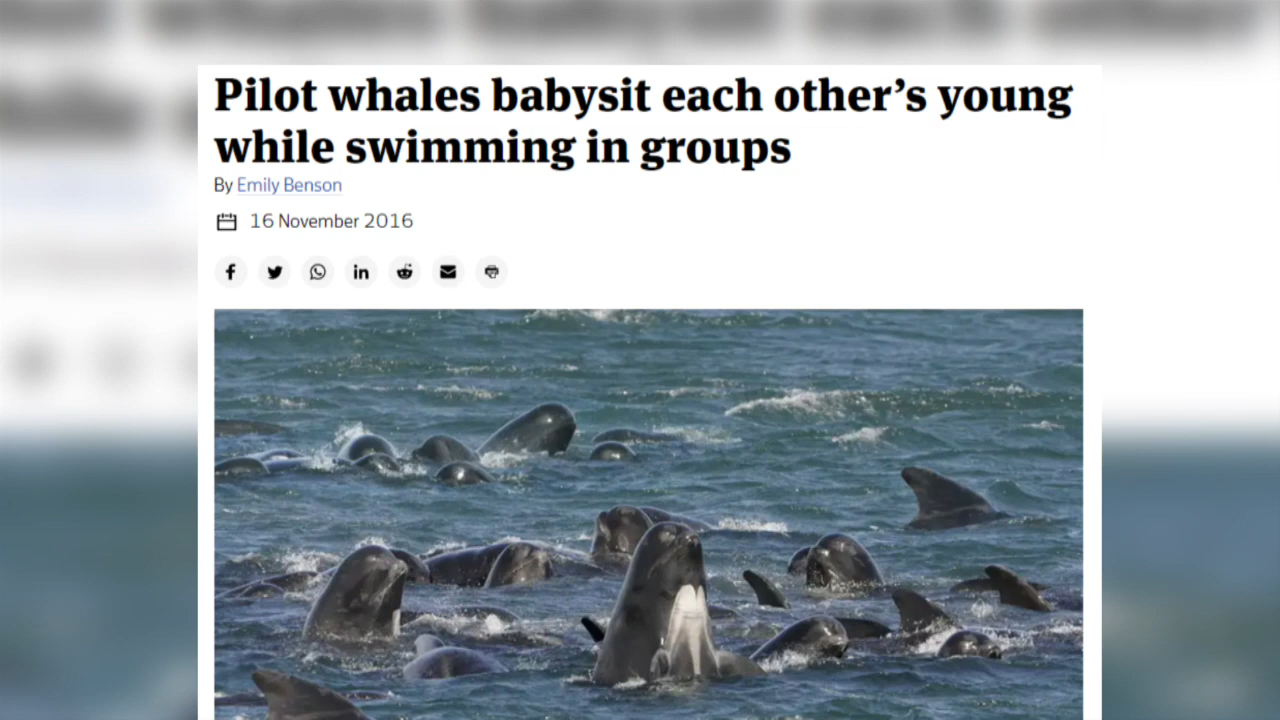 Pilot whales babysit each other’s young
while swimming in groups
By Emily Benson
16 November 2016